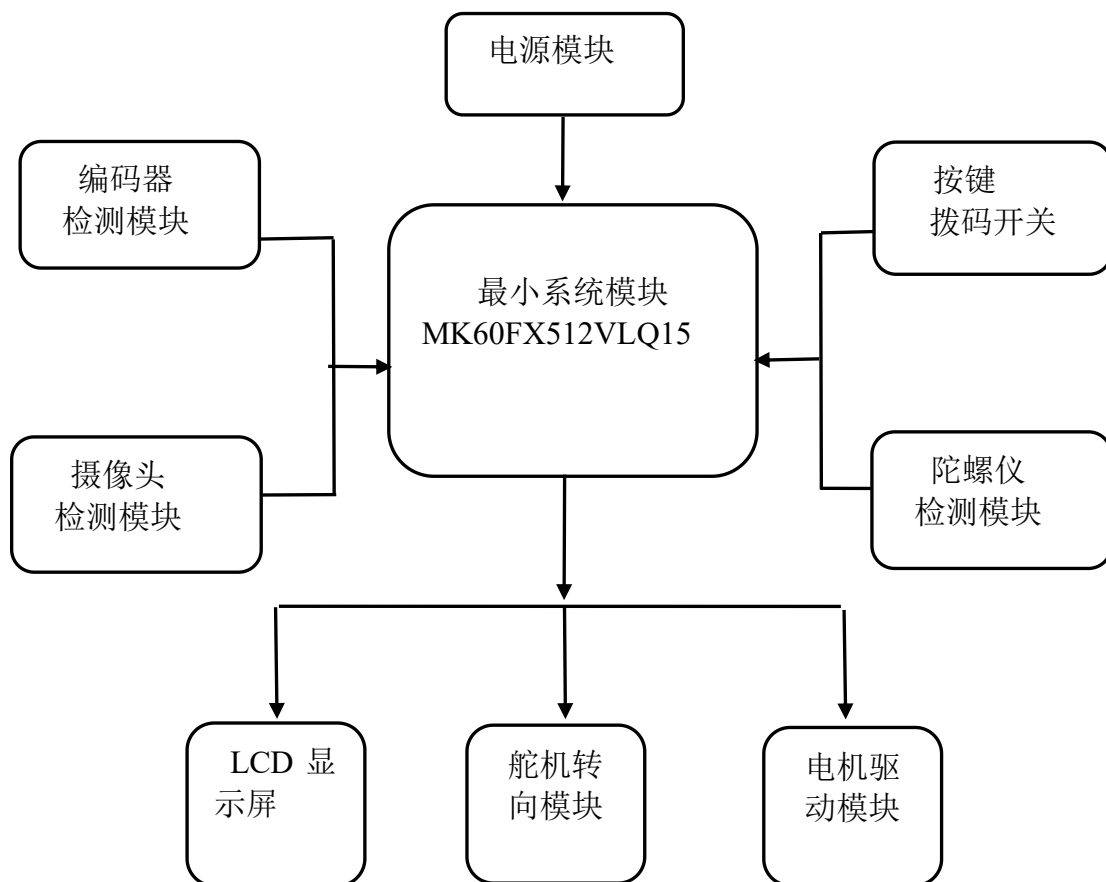 电源模块
编码器
检测模块
按键
拨码开关
最小系统模块
MK60FX512VLQ15
摄像头
检测模块
陀螺仪
检测模块
LCD 显
示屏
舵机转
向模块
电机驱
动模块